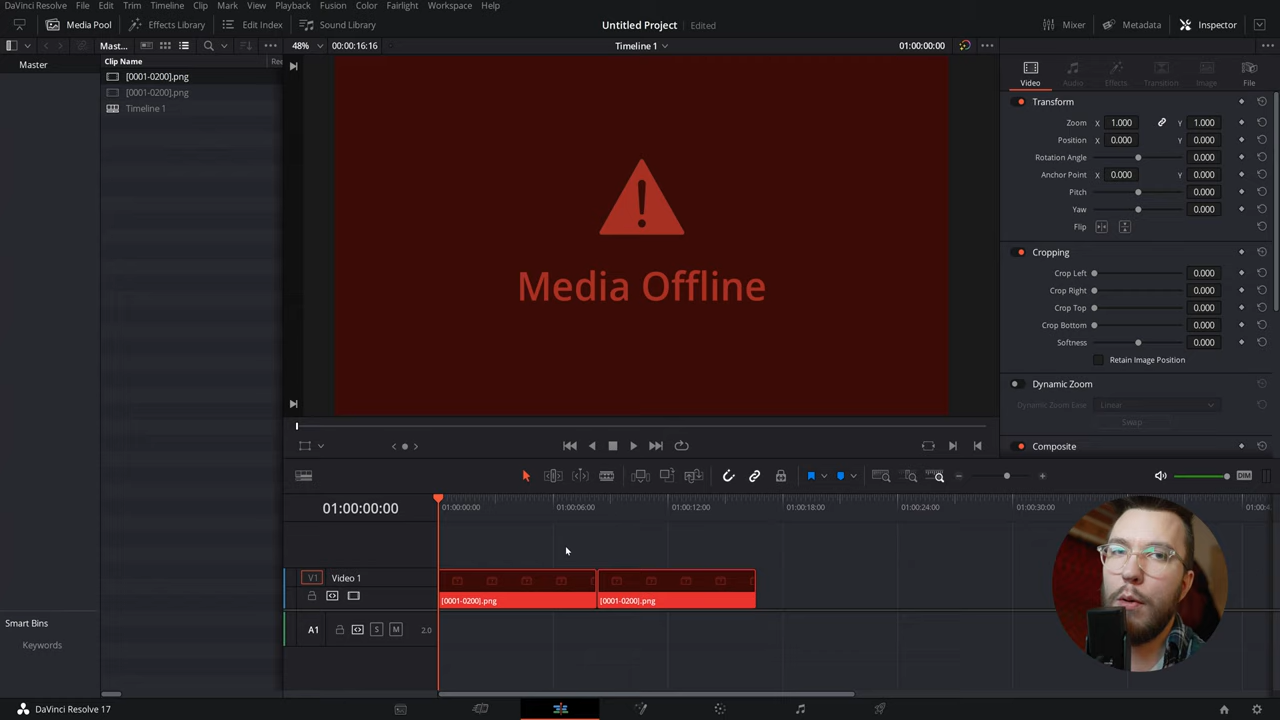 DaVinci Resolve File Edit Trim Timeline Clip Mark View Playback Fusion Color Fairlight Workspace Help
Media Pool Effects Library Edit Index Sound Library Untitled Project Edited Mixer Metadata Inspector
Mast... 48% 00:00:16:16 Timeline 1 01:00:00:00
Master
Clip Name Re
[0001-0200].png
[0001-0200].png
Timeline 1
Media Offline
Video Audio Effects Transition Image File
Transform
Zoom X 1.000 Y 1.000
Position X 0.000 Y 0.000
Rotation Angle 0.000
Anchor Point X 0.000 Y 0.000
Pitch 0.000
Yaw 0.000
Flip
Cropping
Crop Left 0.000
Crop Right 0.000
Crop Top 0.000
Crop Bottom 0.000
Softness 0.000
Retain Image Position
Dynamic Zoom
Dynamic Zoom Ease Linear
Swap
Composite
DIM
01:00:00:00
01:00:00:00 01:00:06:00 01:00:12:00 01:00:18:00 01:00:24:00 01:00:30:00
V1 Video 1
[0001-0200].png [0001-0200].png
A1 S M 2.0
Smart Bins
Keywords
DaVinci Resolve 17